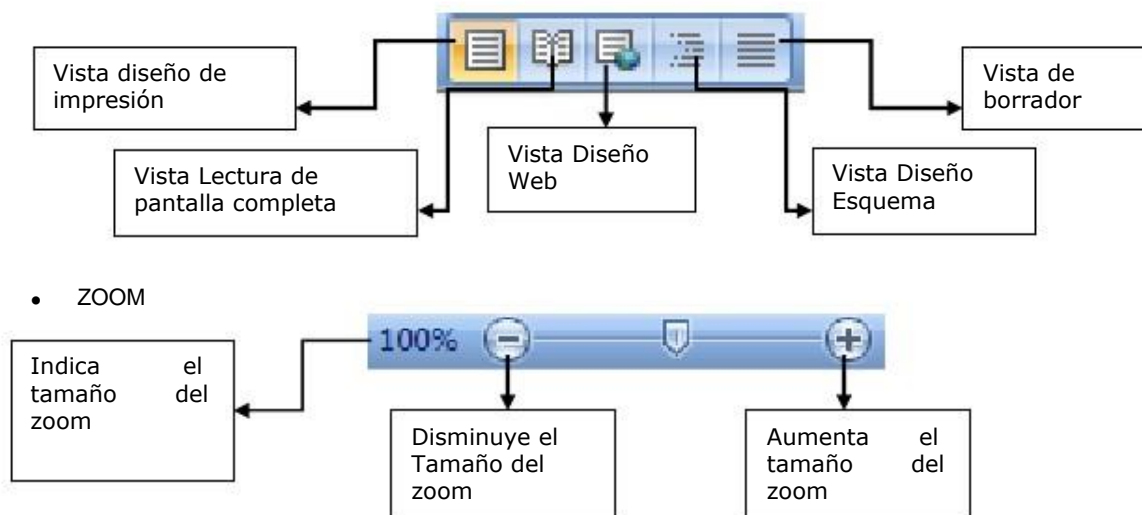 Vista diseño de
impresión
Vista Lectura de
pantalla completa
Vista Diseño
Web
Vista Diseño
Esquema
Vista de
borrador
• ZOOM
100%
Indica el
tamaño del
zoom
Disminuye el
Tamaño del
zoom
Aumenta el
tamaño del
zoom